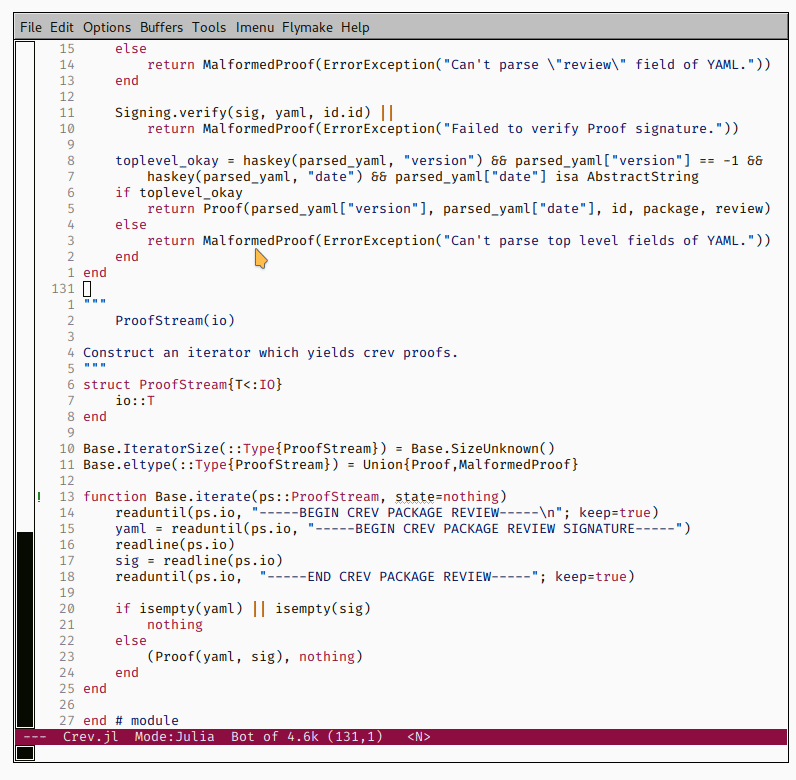 File Edit Options Buffers Tools Imenu Flymake Help
15     else
14         return MalformedProof(ErrorException("Can't parse \"review\" field of YAML."))
13     end
12
11     Signing.verify(sig, yaml, id.id) ||
10         return MalformedProof(ErrorException("Failed to verify Proof signature."))
9
8     toplevel_okay = haskey(parsed_yaml, "version") && parsed_yaml["version"] == -1 &&
7         haskey(parsed_yaml, "date") && parsed_yaml["date"] isa AbstractString
6     if toplevel_okay
5         return Proof(parsed_yaml["version"], parsed_yaml["date"], id, package, review)
4     else
3         return MalformedProof(ErrorException("Can't parse top level fields of YAML."))
2     end
1 end
131
1 """
2     ProofStream(io)
3
4 Construct an iterator which yields crev proofs.
5 """
6 struct ProofStream{T<:IO}
7     io::T
8 end
9
10 Base.IteratorSize(::Type{ProofStream}) = Base.SizeUnknown()
11 Base.eltype(::Type{ProofStream}) = Union{Proof,MalformedProof}
12
! 13 function Base.iterate(ps::ProofStream, state=nothing)
14     readuntil(ps.io, "-----BEGIN CREV PACKAGE REVIEW-----\n"; keep=true)
15     yaml = readuntil(ps.io, "-----BEGIN CREV PACKAGE REVIEW SIGNATURE-----")
16     readline(ps.io)
17     sig = readline(ps.io)
18     readuntil(ps.io,  "-----END CREV PACKAGE REVIEW-----"; keep=true)
19
20     if isempty(yaml) || isempty(sig)
21         nothing
22     else
23         (Proof(yaml, sig), nothing)
24     end
25 end
26
27 end # module
---  Crev.jl  Mode:Julia  Bot of 4.6k (131,1)   <N>